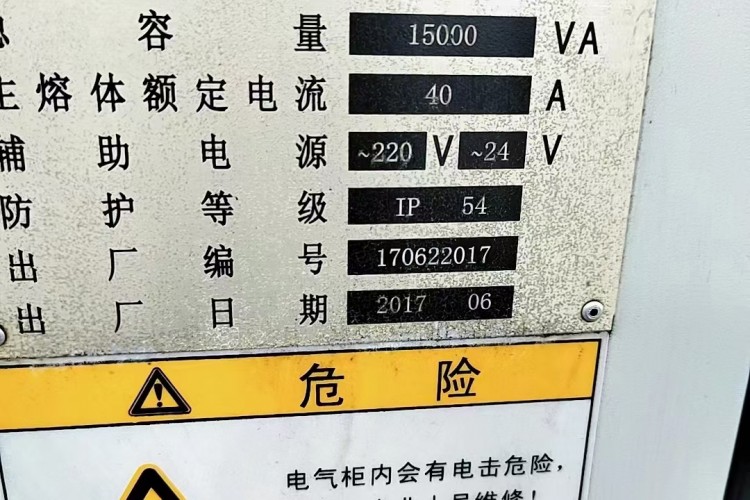 总容量 15000 VA
主熔体额定电流 40 A
辅助电源 ~220 V ~24 V
防护等级 IP 54
出厂编号 170622017
出厂日期 2017 06
危险
电气柜内会有电击危险，